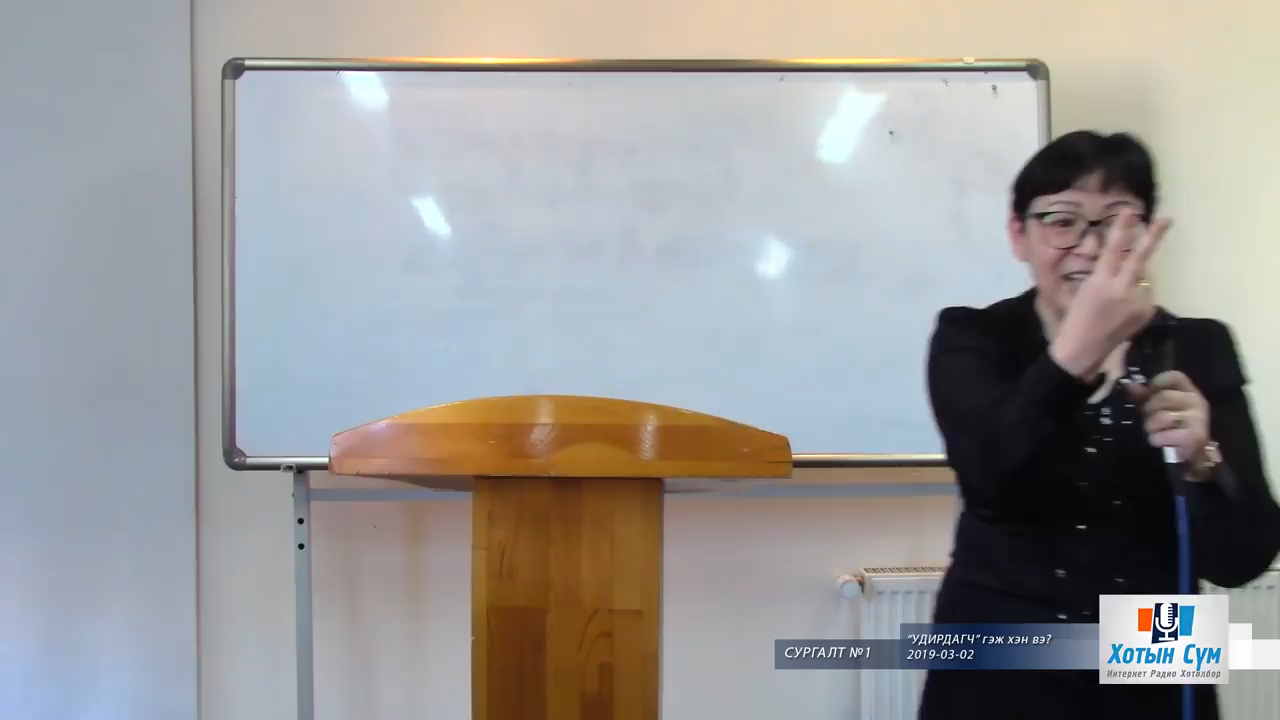 СУРГАЛТ №1
"УДИРДАГЧ" гэж хэн вэ?
2019-03-02
Хотын Сүм
Интернет Радио Хөтөлбөр